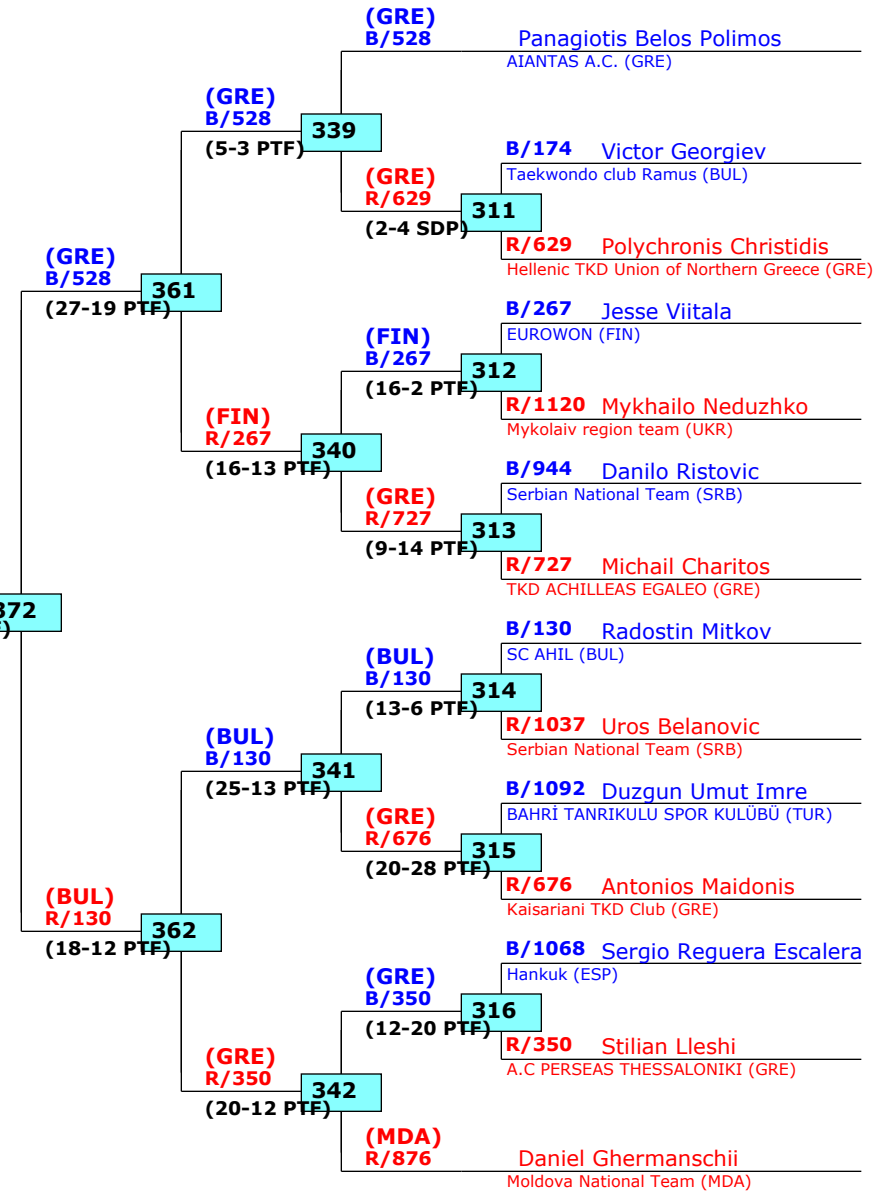 (GRE)
B/528
Panagiotis Belos Polimos
AIANTAS A.C. (GRE)
(GRE)
B/528
339
(5-3 PTF)
B/174 Victor Georgiev
Taekwondo club Ramus (BUL)
(GRE)
R/629
311
(2-4 SDP)
R/629 Polychronis Christidis
Hellenic TKD Union of Northern Greece (GRE)
(GRE)
B/528
361
(27-19 PTF)
B/267 Jesse Viitala
EUROWON (FIN)
(FIN)
B/267
312
(16-2 PTF)
R/1120 Mykhailo Neduzhko
Mykolaiv region team (UKR)
(FIN)
R/267
340
(16-13 PTF)
B/944 Danilo Ristovic
Serbian National Team (SRB)
(GRE)
R/727
313
(9-14 PTF)
R/727 Michail Charitos
TKD ACHILLEAS EGALEO (GRE)
372
B/130 Radostin Mitkov
SC AHIL (BUL)
(BUL)
B/130
314
(13-6 PTF)
R/1037 Uros Belanovic
Serbian National Team (SRB)
(BUL)
B/130
341
(25-13 PTF)
B/1092 Duzgun Umut Imre
BAHRİ TANRIKULU SPOR KULÜBÜ (TUR)
(GRE)
R/676
315
(20-28 PTF)
R/676 Antonios Maidonis
Kaisariani TKD Club (GRE)
(BUL)
R/130
362
(18-12 PTF)
B/1068 Sergio Reguera Escalera
Hankuk (ESP)
(GRE)
B/350
316
(12-20 PTF)
R/350 Stilian Lleshi
A.C PERSEAS THESSALONIKI (GRE)
(GRE)
R/350
342
(20-12 PTF)
(MDA)
R/876
Daniel Ghermanschii
Moldova National Team (MDA)